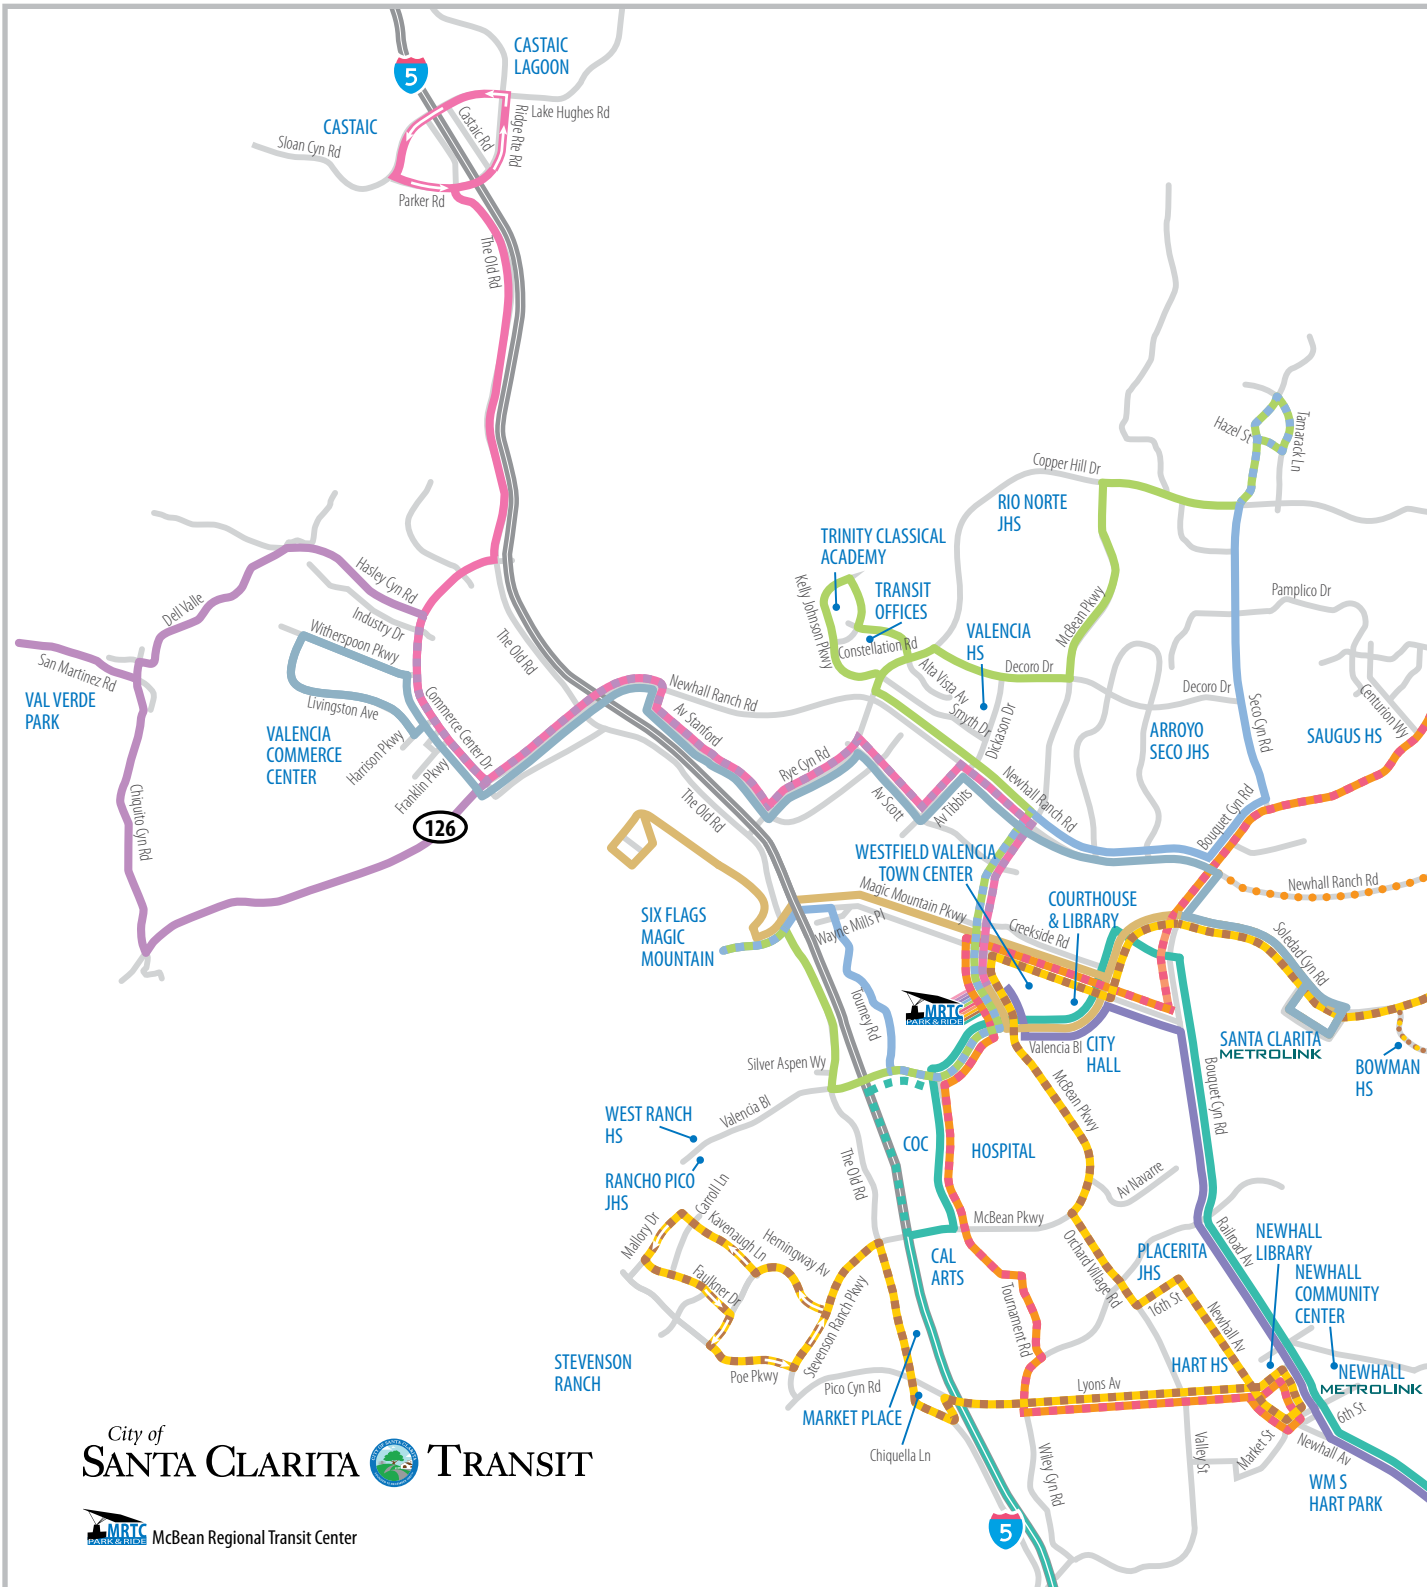 CASTAIC
LAGOON
5
Lake Hughes Rd
Castaic Rd
Ridge Rte Rd
CASTAIC
Sloan Cyn Rd
Parker Rd
The Old Rd
Hazel St
Tamarack Ln
Copper Hill Dr
RIO NORTE
JHS
TRINITY CLASSICAL
ACADEMY
TRANSIT
OFFICES
Kelly Johnson Pkwy
Constellation Rd
VALENCIA
HS
McBean Pkwy
Pamplico Dr
Hasley Cyn Rd
Dell Valle
Industry Dr
Witherspoon Pkwy
The Old Rd
San Martinez Rd
VAL VERDE
PARK
Livingston Ave
VALENCIA
COMMERCE
CENTER
Harrison Pkwy
Franklin Pkwy
Commerce Center Dr
Newhall Ranch Rd
Av Stanford
Alta Vista Av
Smyth Dr
Dickason Dr
Decoro Dr
Decoro Dr
ARROYO
SECO JHS
Seco Cyn Rd
Centurion Wy
SAUGUS HS
Chiquito Cyn Rd
126
The Old Rd
Rye Cyn Rd
Av Scott
Av Tibbits
Newhall Ranch Rd
Bouquet Cyn Rd
WESTFIELD VALENCIA
TOWN CENTER
Magic Mountain Pkwy
COURTHOUSE
& LIBRARY
Newhall Ranch Rd
SIX FLAGS
MAGIC
MOUNTAIN
Wayne Mills Pl
Creekside Rd
Soledad Cyn Rd
Tourney Rd
MRTC
PARK & RIDE
Valencia Bl
CITY
HALL
SANTA CLARITA
METROLINK
BOWMAN
HS
Silver Aspen Wy
McBean Pkwy
Bouquet Cyn Rd
WEST RANCH
HS
Valencia Bl
COC
HOSPITAL
RANCHO PICO
JHS
The Old Rd
Av Navarre
Carroll Ln
Mallory Dr
Kavenaugh Ln
Hemingway Av
McBean Pkwy
Faulkner Dr
Stevenson Ranch Pkwy
CAL
ARTS
Orchard Village Rd
PLACERITA
JHS
Railroad Av
NEWHALL
LIBRARY
NEWHALL
COMMUNITY
CENTER
16th St
Newhall Av
Tournament Rd
STEVENSON
RANCH
Poe Pkwy
Pico Cyn Rd
MARKET PLACE
Lyons Av
HART HS
NEWHALL
METROLINK
6th St
Chiquella Ln
Wiley Cyn Rd
Valley St
Market St
Newhall Av
WM S
HART PARK
5
City of
SANTA CLARITA TRANSIT
MRTC
PARK & RIDE
McBean Regional Transit Center